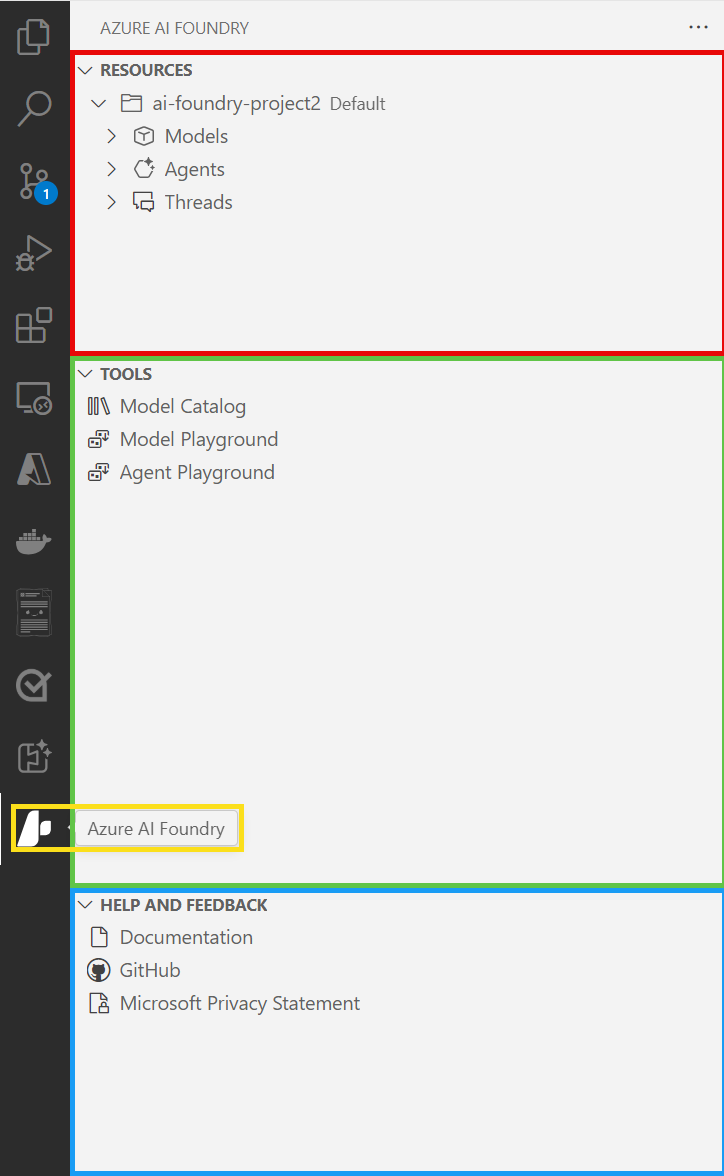 AZURE AI FOUNDRY
RESOURCES
ai-foundry-project2 Default
Models
Agents
Threads
1
TOOLS
Model Catalog
Model Playground
Agent Playground
Azure AI Foundry
HELP AND FEEDBACK
Documentation
GitHub
Microsoft Privacy Statement